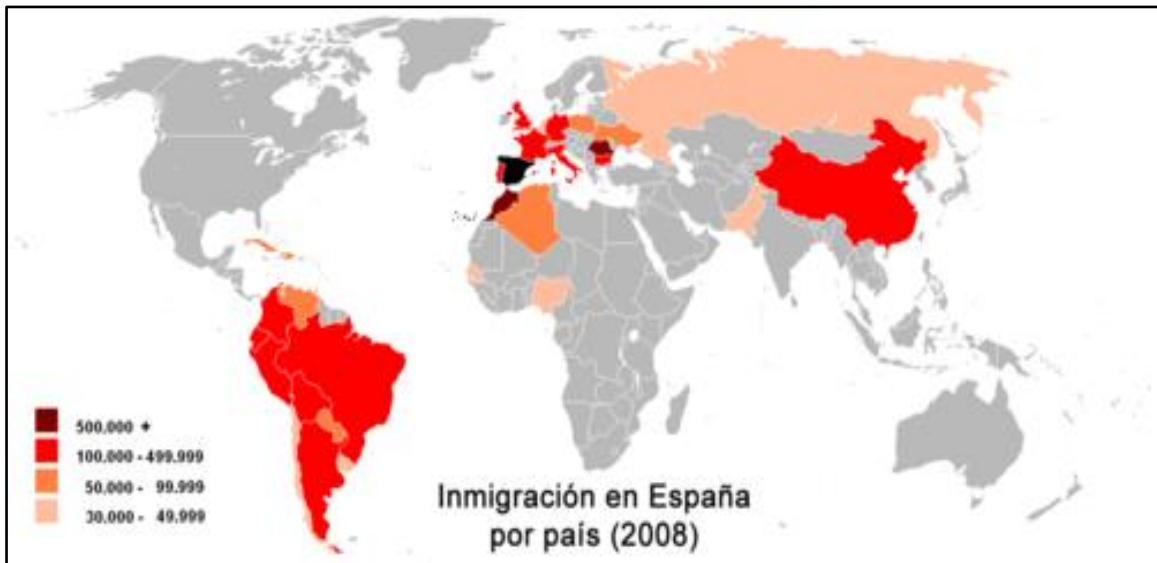 500.000 +
100.000 - 499.999
50.000 - 99.999
30.000 - 49.999
Inmigración en España
por país (2008)